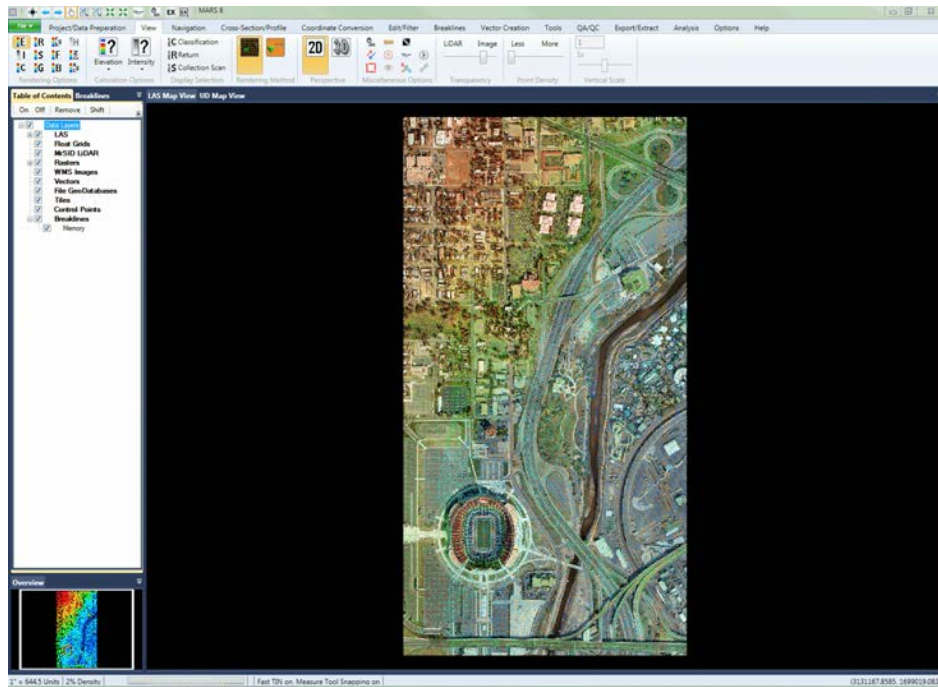 EX MARS 8
File Project/Data Preparation View Navigation Cross-Section/Profile Coordinate Conversion Edit/Filter Breaklines Vector Creation Tools QA/QC Export/Extract Analysis Options Help
E R H C Classification 2D 3D LiDAR Image Less More 1
I S F E Elevation Intensity R Return 1x
C G B S Collection Scan
Rendering Options Coloration Options Display Selection Rendering Method Perspective Miscellaneous Options Transparency Point Density Vertical Scale
Table of Contents Breaklines LAS Map View UD Map View
On Off Remove Shift
Data Layers
LAS
Float Grids
MrSID LiDAR
Rasters
WMS Images
Vectors
File GeoDatabases
Tiles
Control Points
Breaklines
Memory
Overview
1" = 644.5 Units 2% Density Fast TIN on. Measure Tool Snapping on